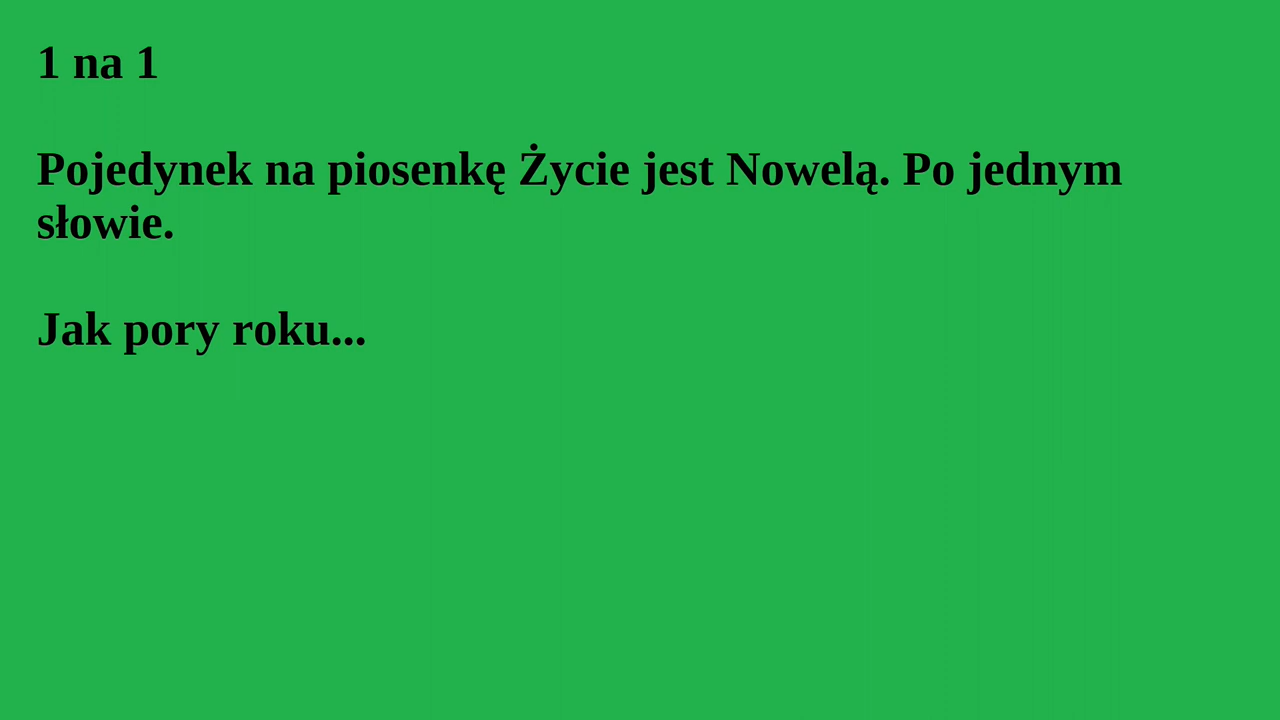 1 na 1
Pojedynek na piosenkę Życie jest Nowelą. Po jednym
słowie.
Jak pory roku...